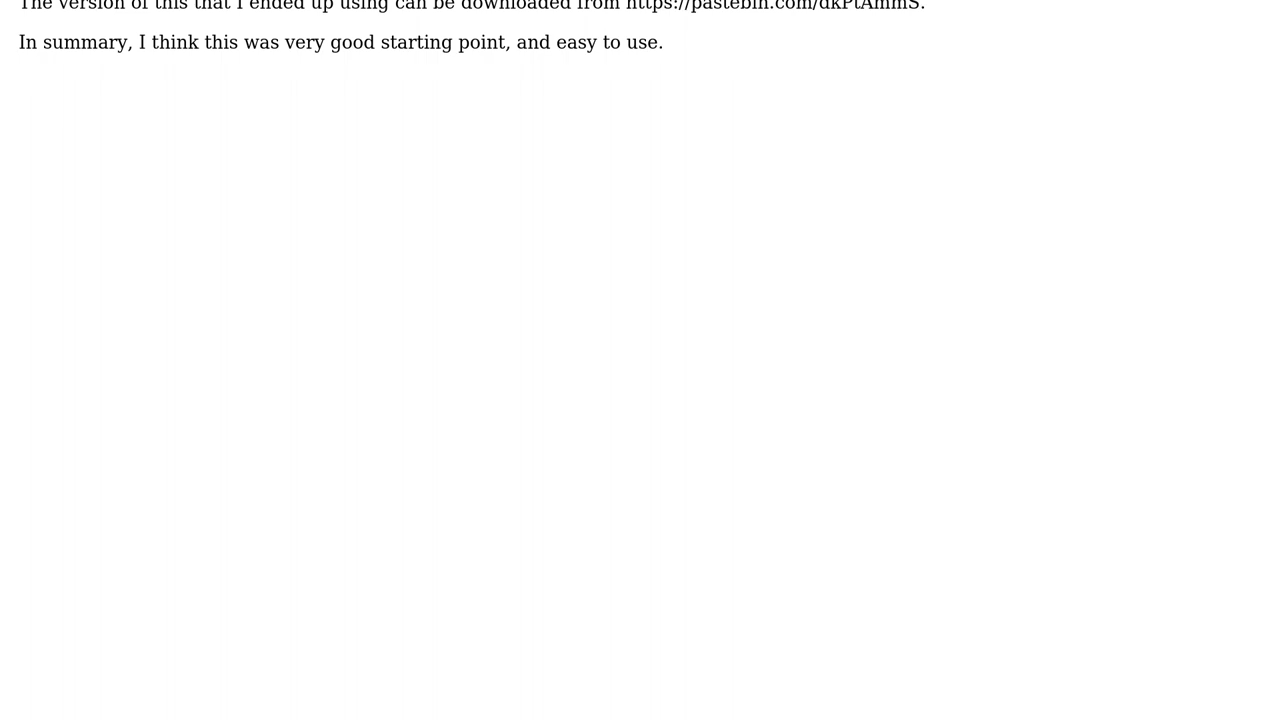 The version of this that I ended up using can be downloaded from https://pastebin.com/dkPtAmmS.
In summary, I think this was very good starting point, and easy to use.